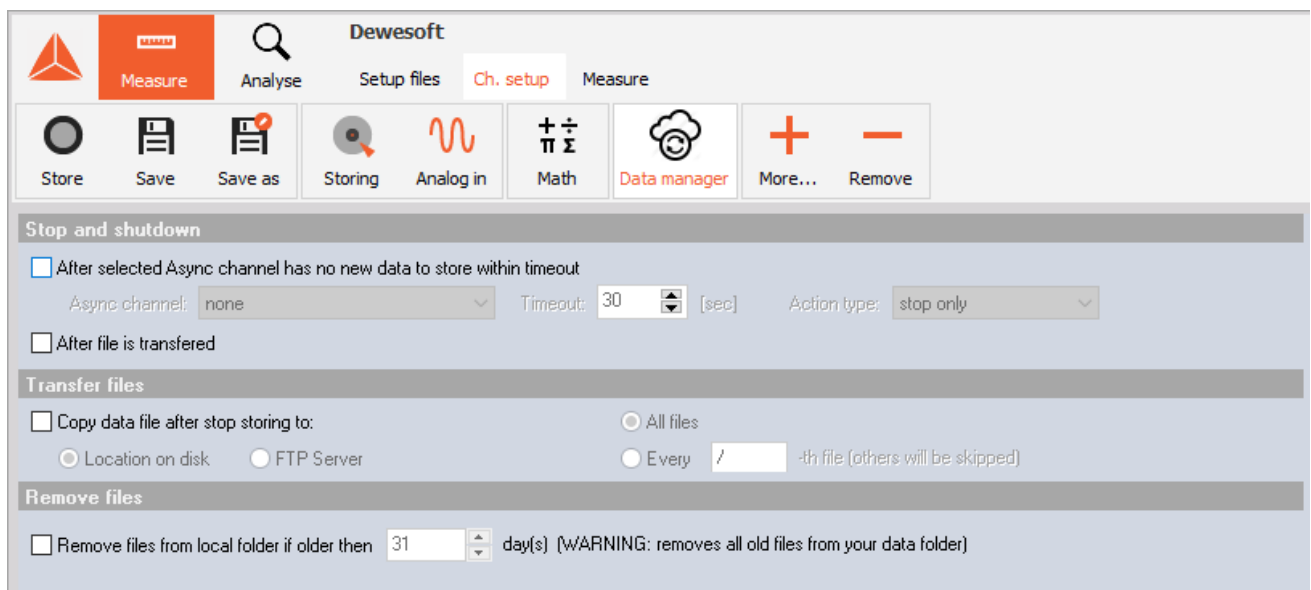 Dewesoft
Measure Analyse Setup files Ch. setup Measure
Store Save Save as Storing Analog in Math Data manager More... Remove
Stop and shutdown
After selected Async channel has no new data to store within timeout
Async channel: none Timeout: 30 [sec] Action type: stop only
After file is transfered
Transfer files
Copy data file after stop storing to: All files
Location on disk FTP Server Every / -th file (others will be skipped)
Remove files
Remove files from local folder if older then 31 day(s) (WARNING: removes all old files from your data folder)